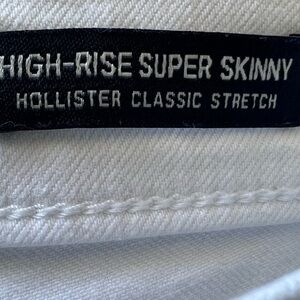 HIGH-RISE SUPER SKINNY
HOLLISTER CLASSIC STRETCH